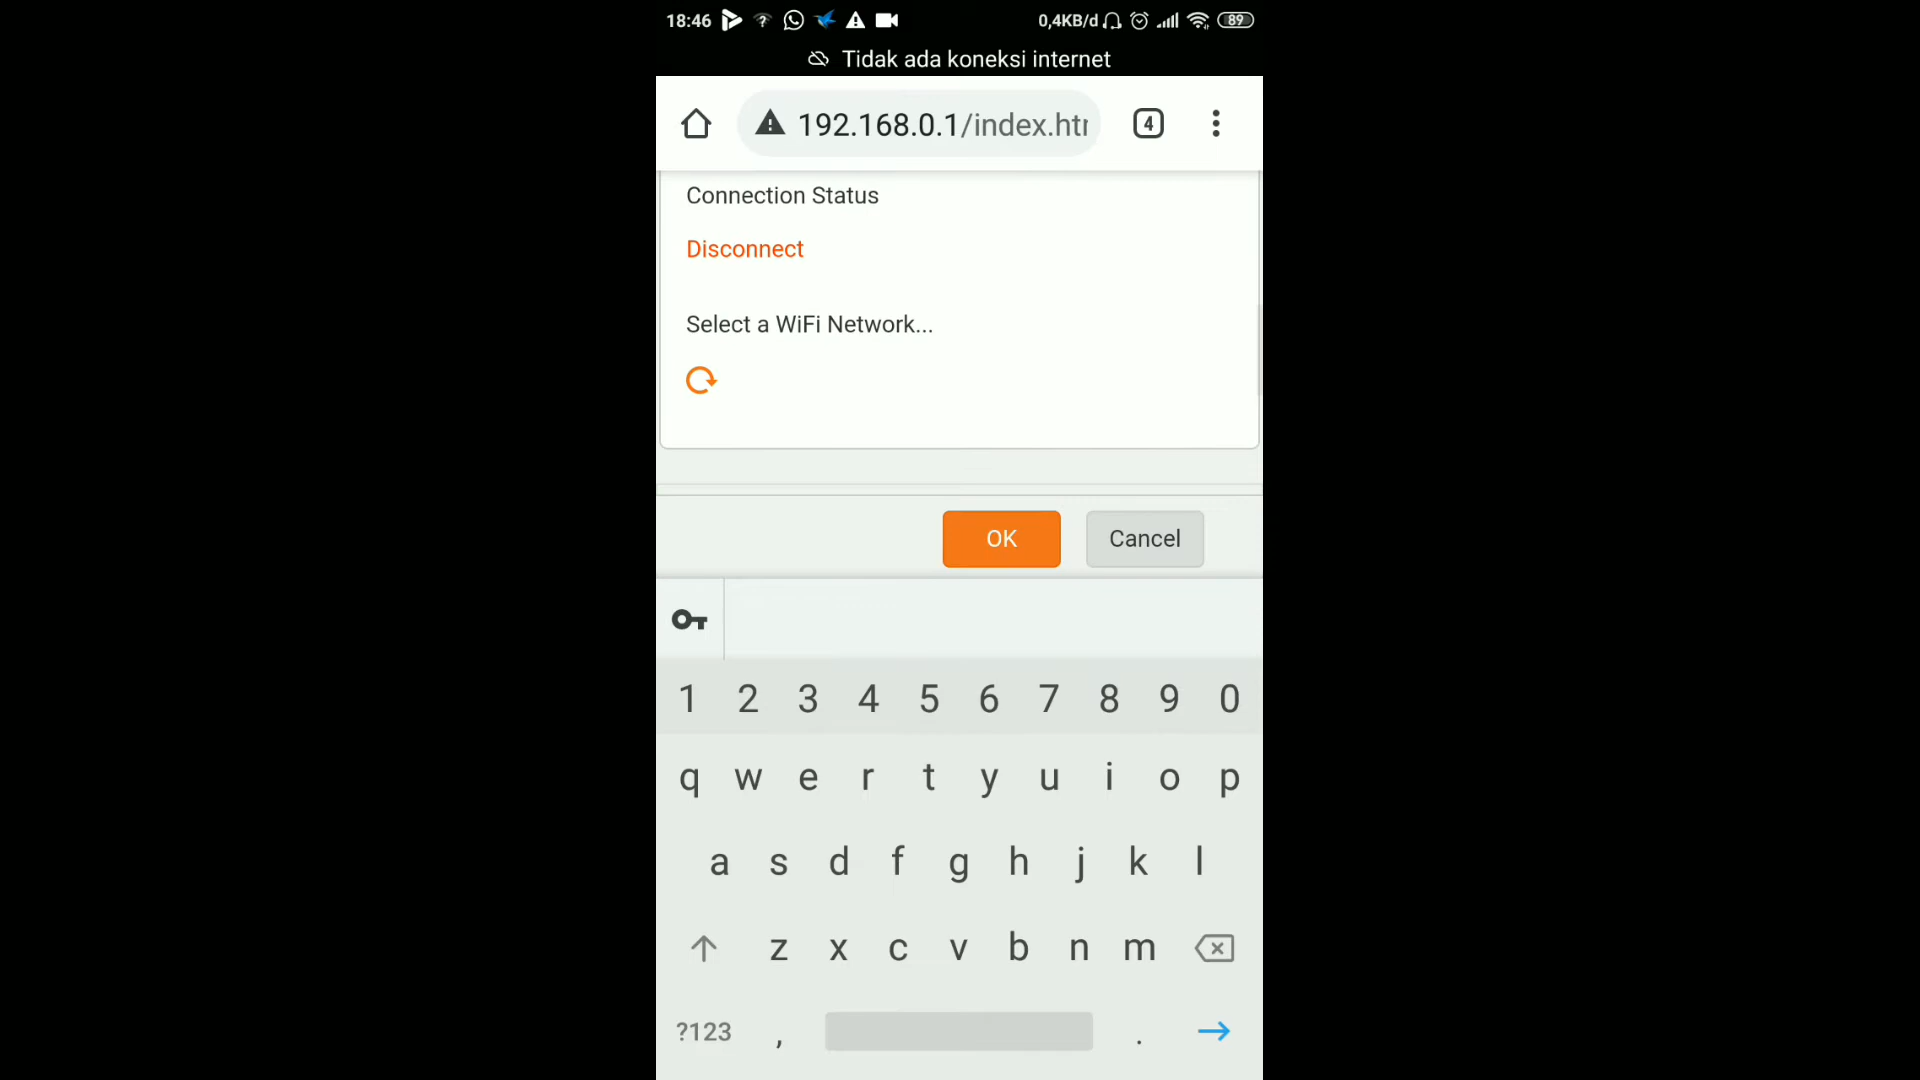 18:46 0,4KB/d 89
Tidak ada koneksi internet
192.168.0.1/index.htm 4
Connection Status
Disconnect
Select a WiFi Network...
OK Cancel
1 2 3 4 5 6 7 8 9 0
q w e r t y u i o p
a s d f g h j k l
z x c v b n m
?123 , .